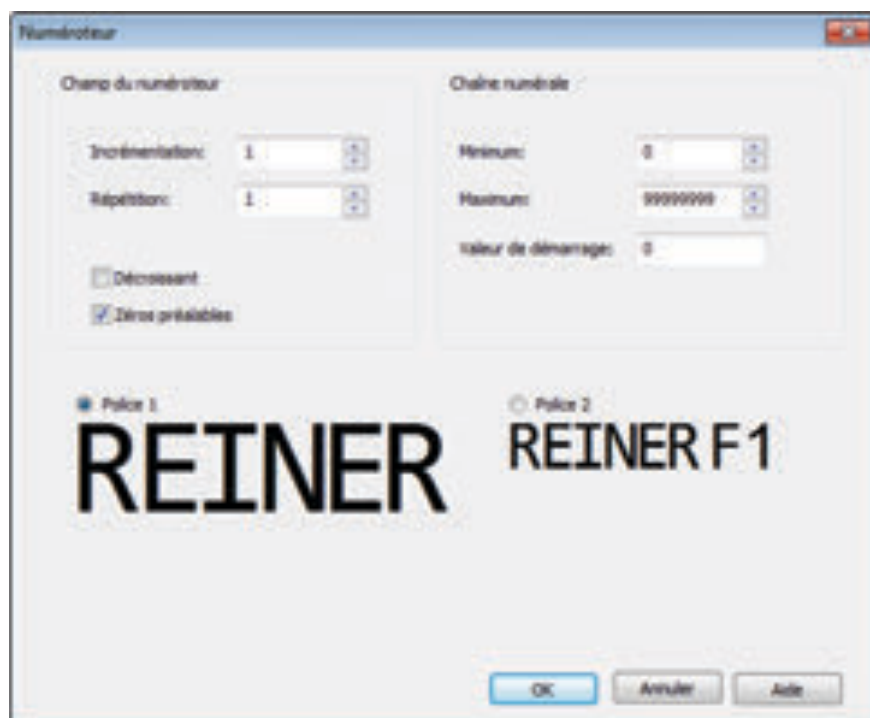 Numéroteur
Champ du numéroteur
Incrémentation: 1
Répétition: 1
Décroissant
Zéros préalables
Chaîne numérale
Minimum: 0
Maximum: 99999999
Valeur de démarrage: 0
Police 1
REINER
Police 2
REINER F1
OK
Annuler
Aide